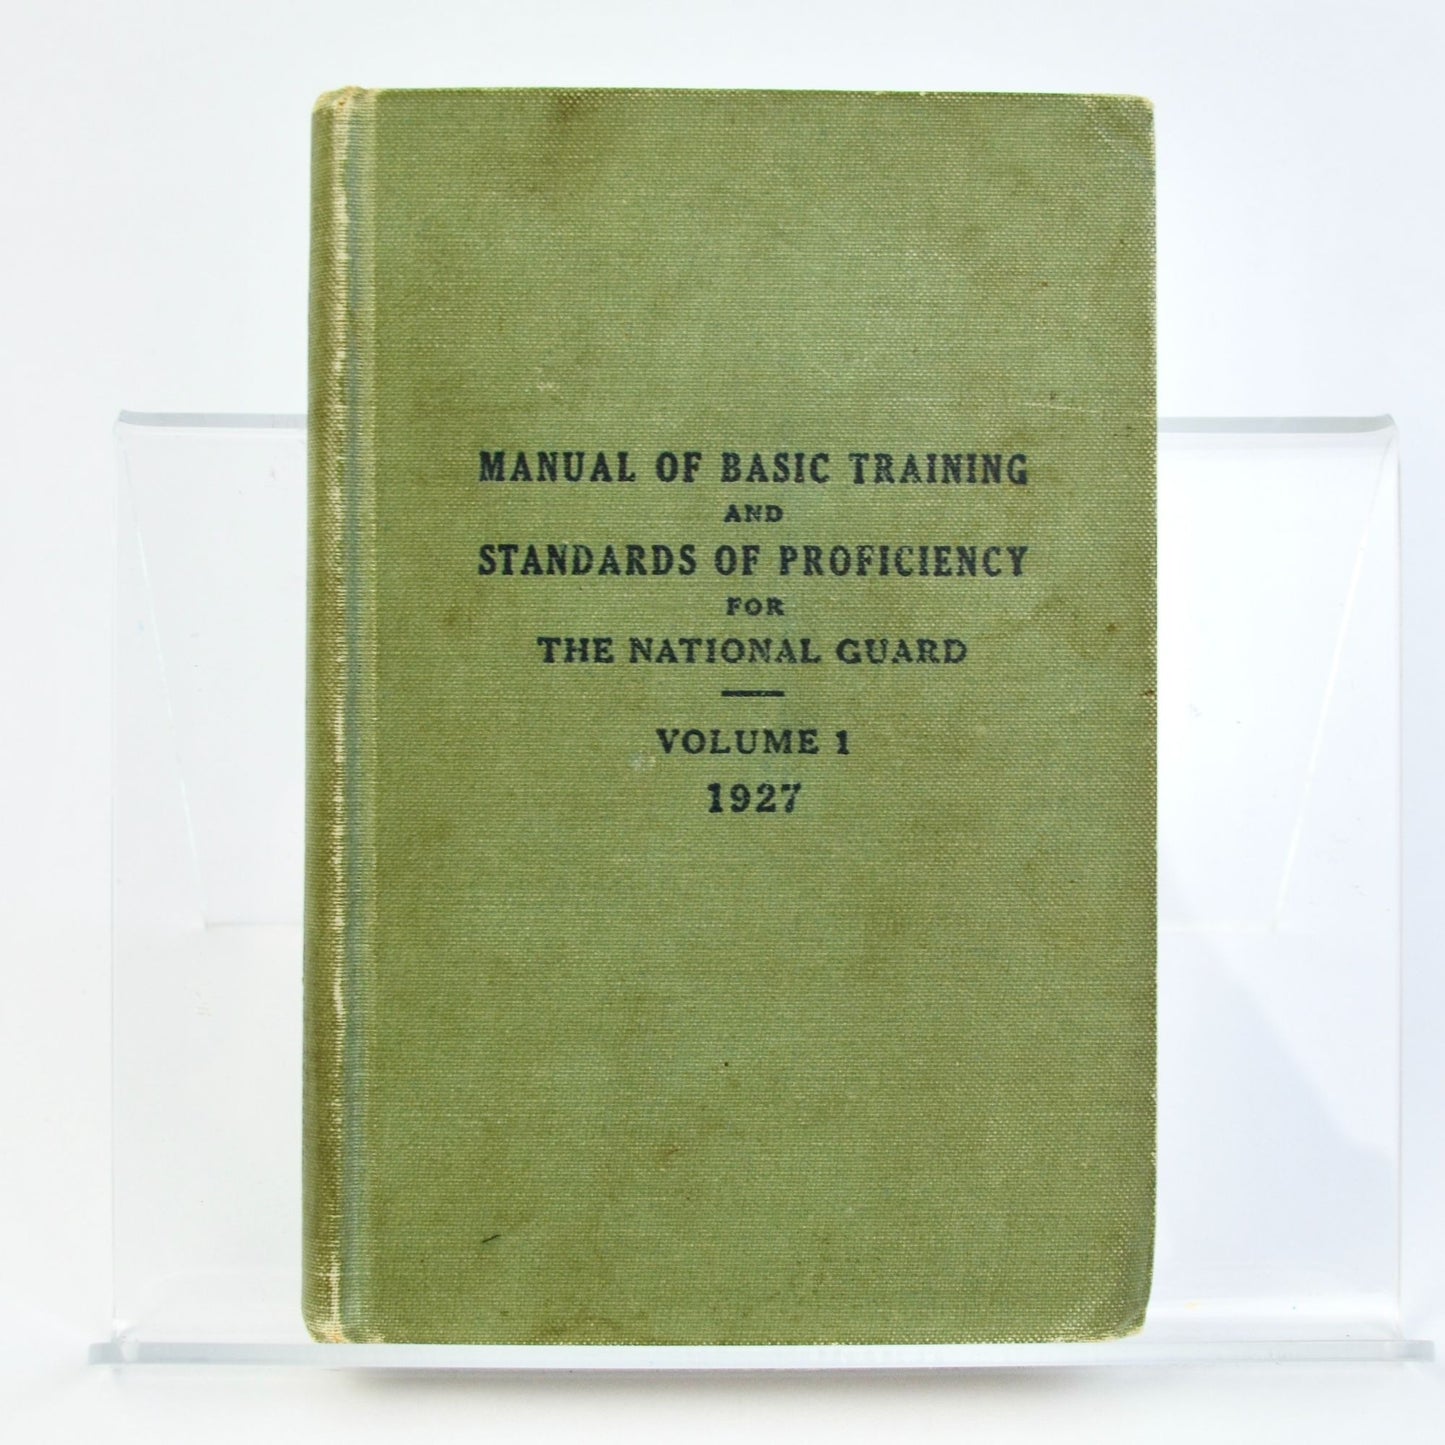 MANUAL OF BASIC TRAINING
AND
STANDARDS OF PROFICIENCY
FOR
THE NATIONAL GUARD
VOLUME 1
1927